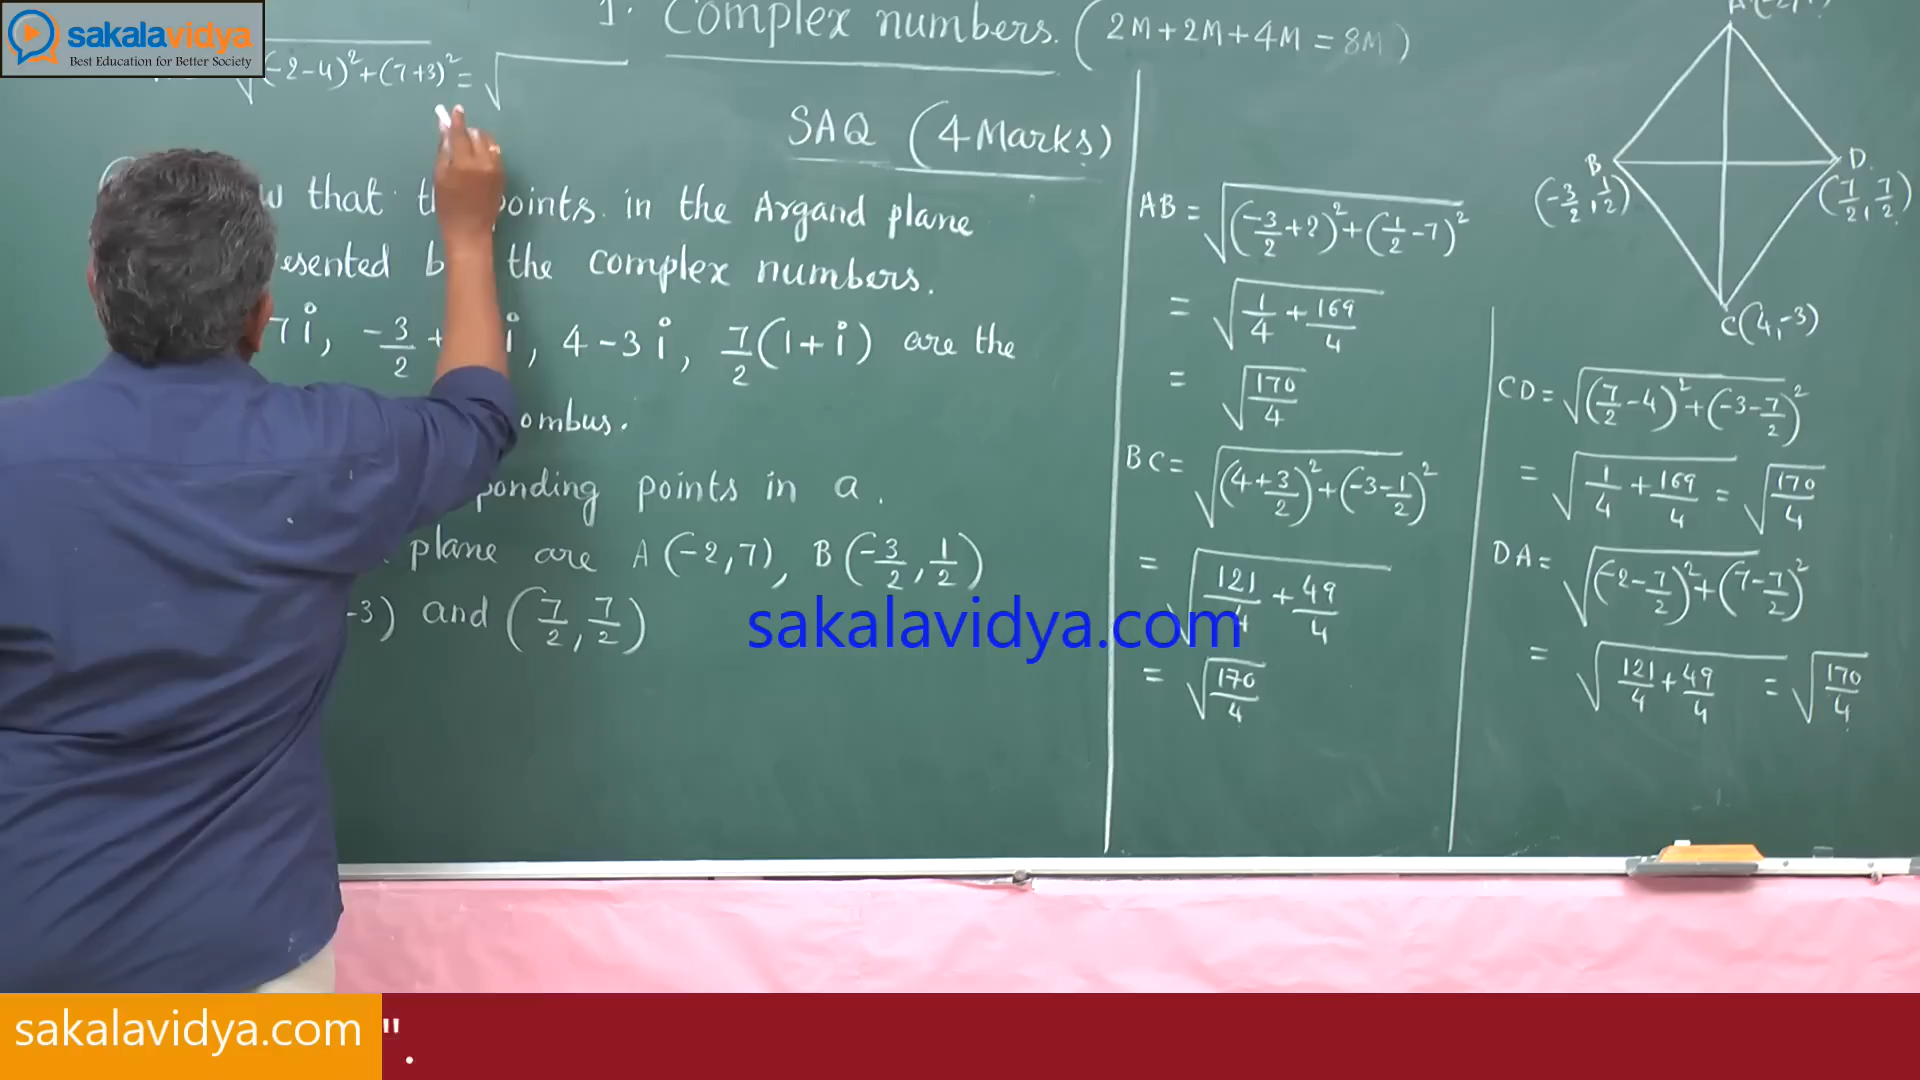 sakalavidya
Best Education for Better Society
1. Complex numbers. (2M+2M+4M = 8M)
√(-2-4)²+(7+3)² = √
SAQ (4 Marks)
that points in the Argand plane
the complex numbers.
7i, -3/2 + i, 4-3i, 7/2(1+i) are the
points in a
plane are A(-2,7), B(-3/2, 1/2)
-3) and (7/2, 7/2)
AB = √(-3/2+2)²+(1/2-7)²
= √1/4+169/4
= √170/4
BC = √(4+3/2)²+(-3-1/2)²
= √121/4+49/4
= √170/4
B
(-3/2, 1/2)
D.
(7/2, 7/2)
C(4,-3)
CD = √(7/2-4)²+(-3-7/2)²
= √1/4+169/4 = √170/4
DA = √(-2-7/2)²+(7-7/2)²
= √121/4+49/4 = √170/4
sakalavidya.com
sakalavidya.com ".